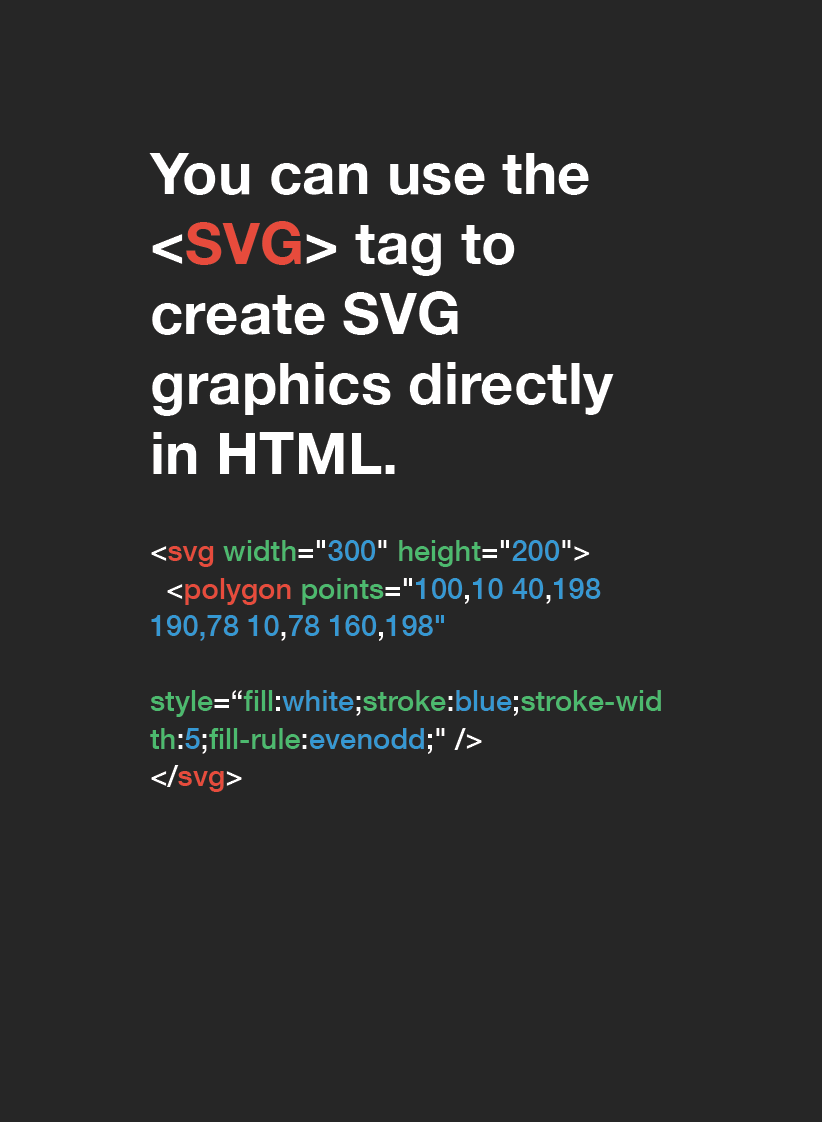 You can use the
<SVG> tag to
create SVG
graphics directly
in HTML.
<svg width="300" height="200">
<polygon points="100,10 40,198
190,78 10,78 160,198"
style=“fill:white;stroke:blue;stroke-wid
th:5;fill-rule:evenodd;" />
</svg>